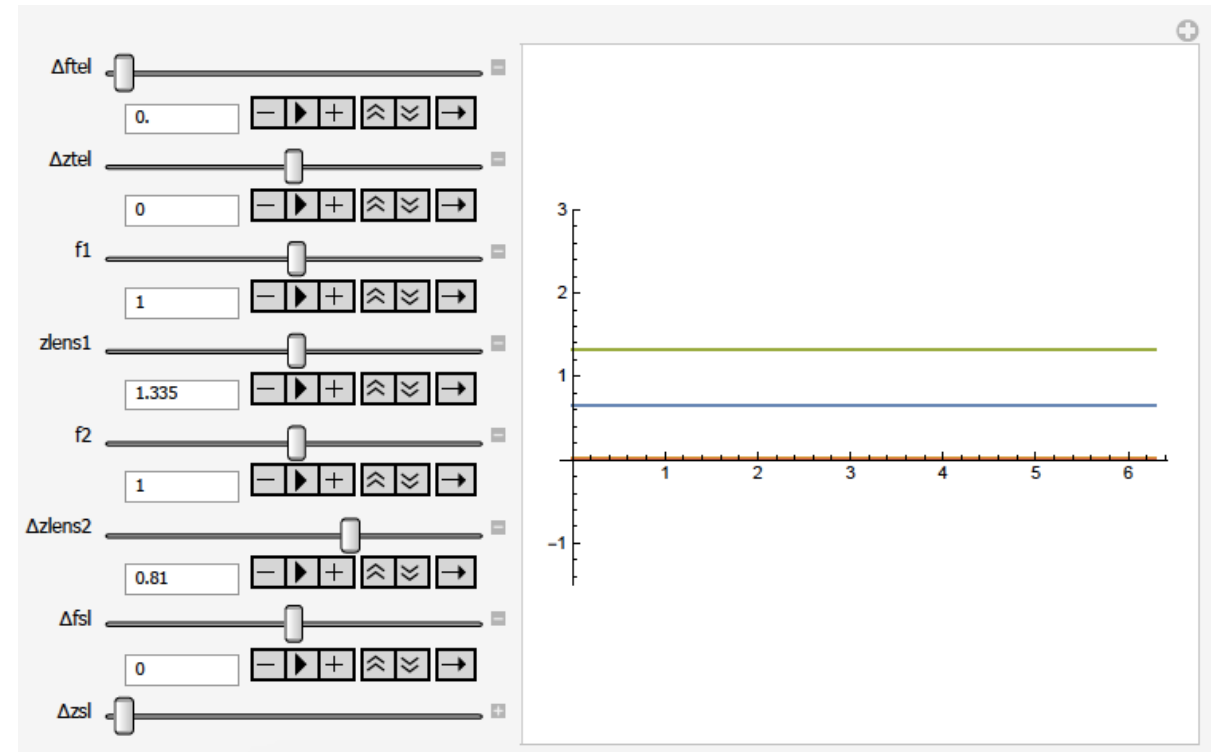 Δftel
0.
Δztel
0
f1
1
zlens1
1.335
f2
1
Δzlens2
0.81
Δfsl
0
Δzsl
3
2
1
-1
1 2 3 4 5 6